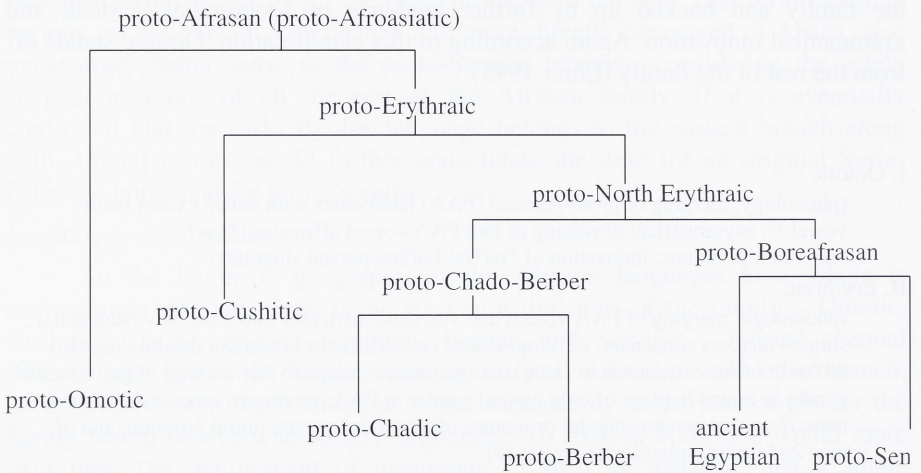 proto-Afrasan (proto-Afroasiatic)
proto-Erythraic
proto-North Erythraic
proto-Boreafrasan
proto-Chado-Berber
proto-Cushitic
proto-Omotic
proto-Chadic
ancient
Egyptian
proto-Berber
proto-Sen